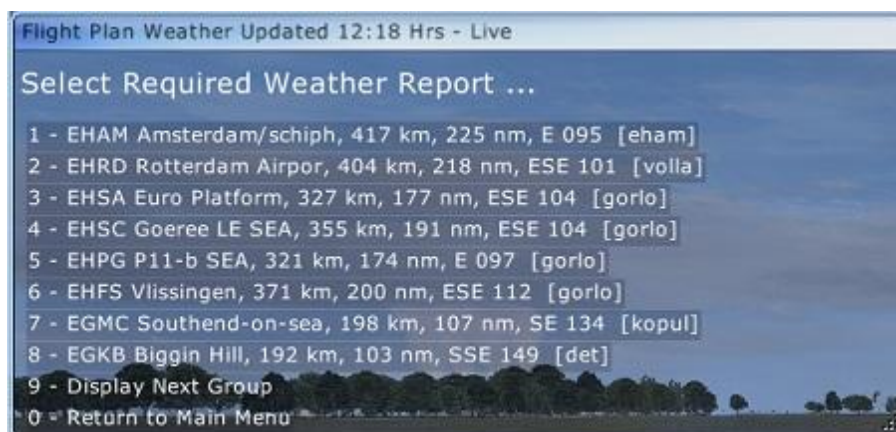 Flight Plan Weather Updated 12:18 Hrs - Live
Select Required Weather Report ...
1 - EHAM Amsterdam/schiph, 417 km, 225 nm, E 095 [eham]
2 - EHRD Rotterdam Airpor, 404 km, 218 nm, ESE 101 [volla]
3 - EHSA Euro Platform, 327 km, 177 nm, ESE 104 [gorlo]
4 - EHSC Goeree LE SEA, 355 km, 191 nm, ESE 104 [gorlo]
5 - EHPG P11-b SEA, 321 km, 174 nm, E 097 [gorlo]
6 - EHFS Vlissingen, 371 km, 200 nm, ESE 112 [gorlo]
7 - EGMC Southend-on-sea, 198 km, 107 nm, SE 134 [kopul]
8 - EGKB Biggin Hill, 192 km, 103 nm, SSE 149 [det]
9 - Display Next Group
0 - Return to Main Menu